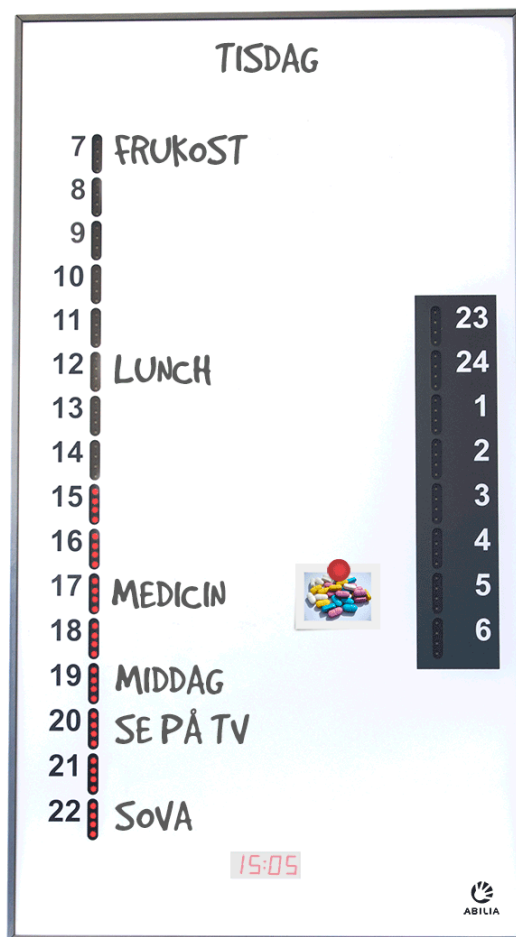 TISDAG
7 FRUKOST
8
9
10
11
12 LUNCH
13
14
15
16
17 MEDICIN
18
19 MIDDAG
20 SE PÅ TV
21
22 SOVA
23
24
1
2
3
4
5
6
15:05
ABILIA